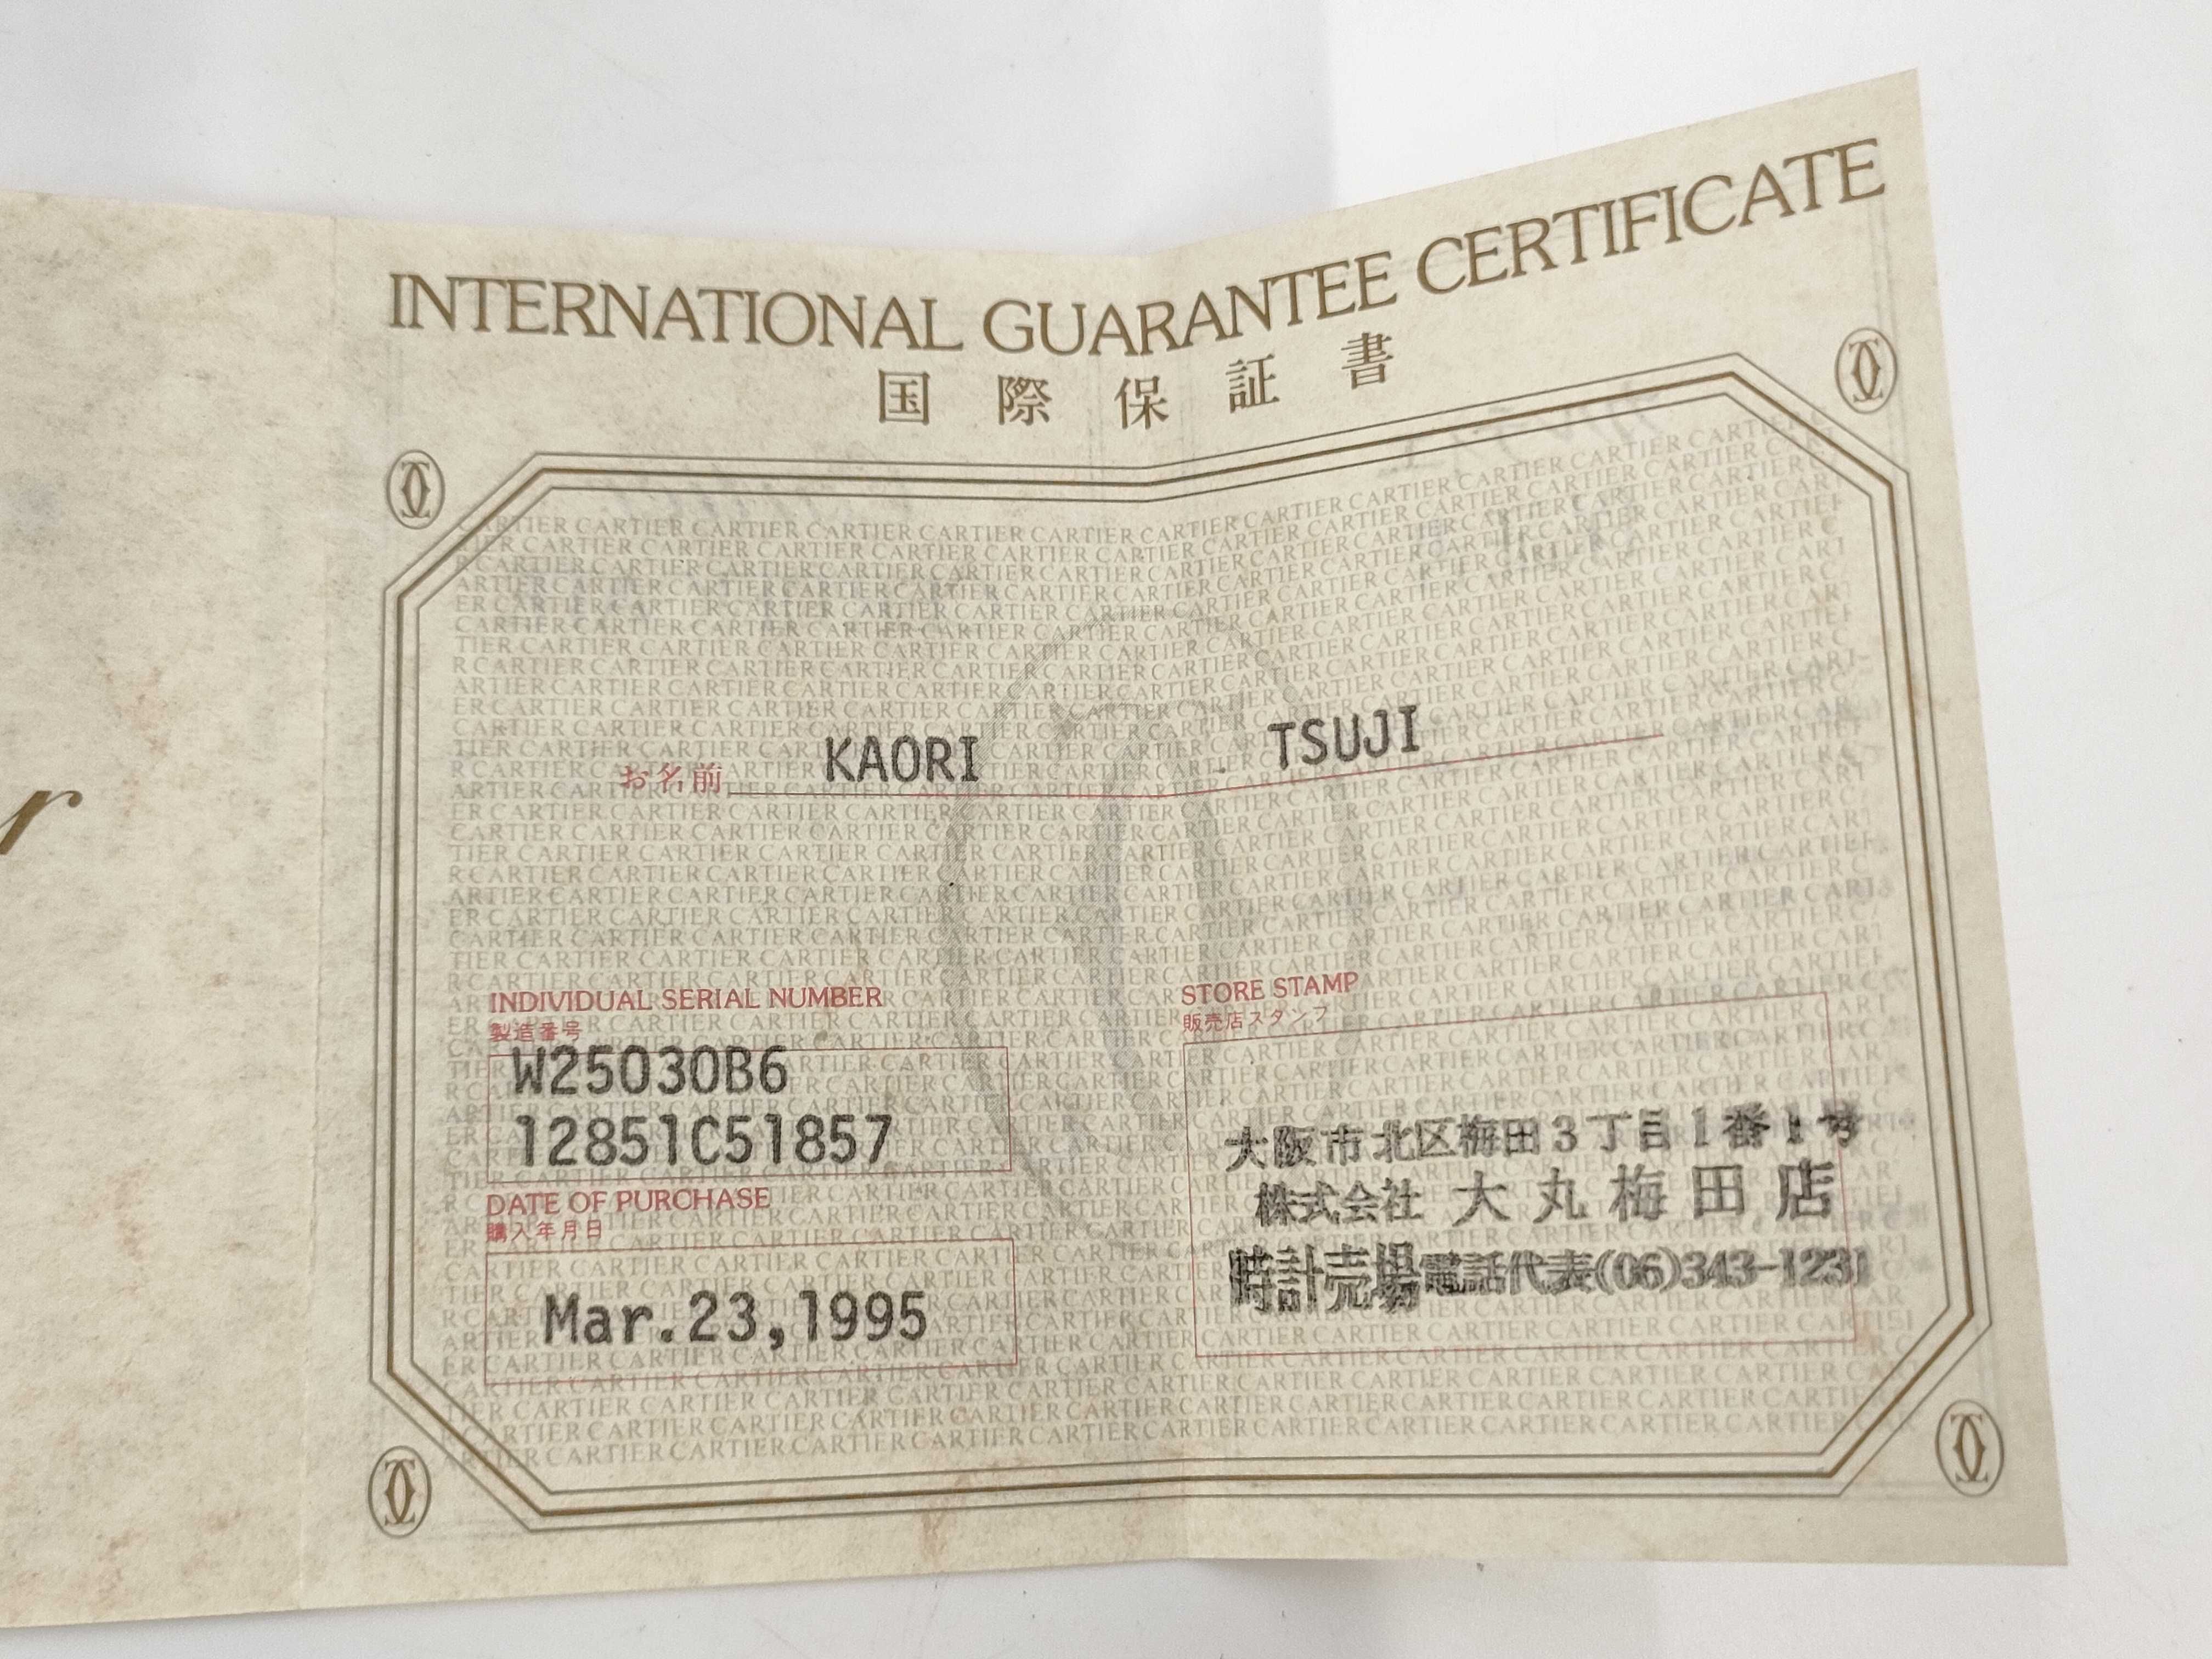 INTERNATIONAL GUARANTEE CERTIFICATE
国際保証書
お名前 KAORI TSUJI
INDIVIDUAL SERIAL NUMBER
製造番号
W25030B6
12851C51857
DATE OF PURCHASE
購入年月日
Mar.23,1995
STORE STAMP
販売店スタンプ
大阪市北区梅田3丁目1番1号
株式会社 大丸梅田店
時計売場電話代表(06)343-1231
r